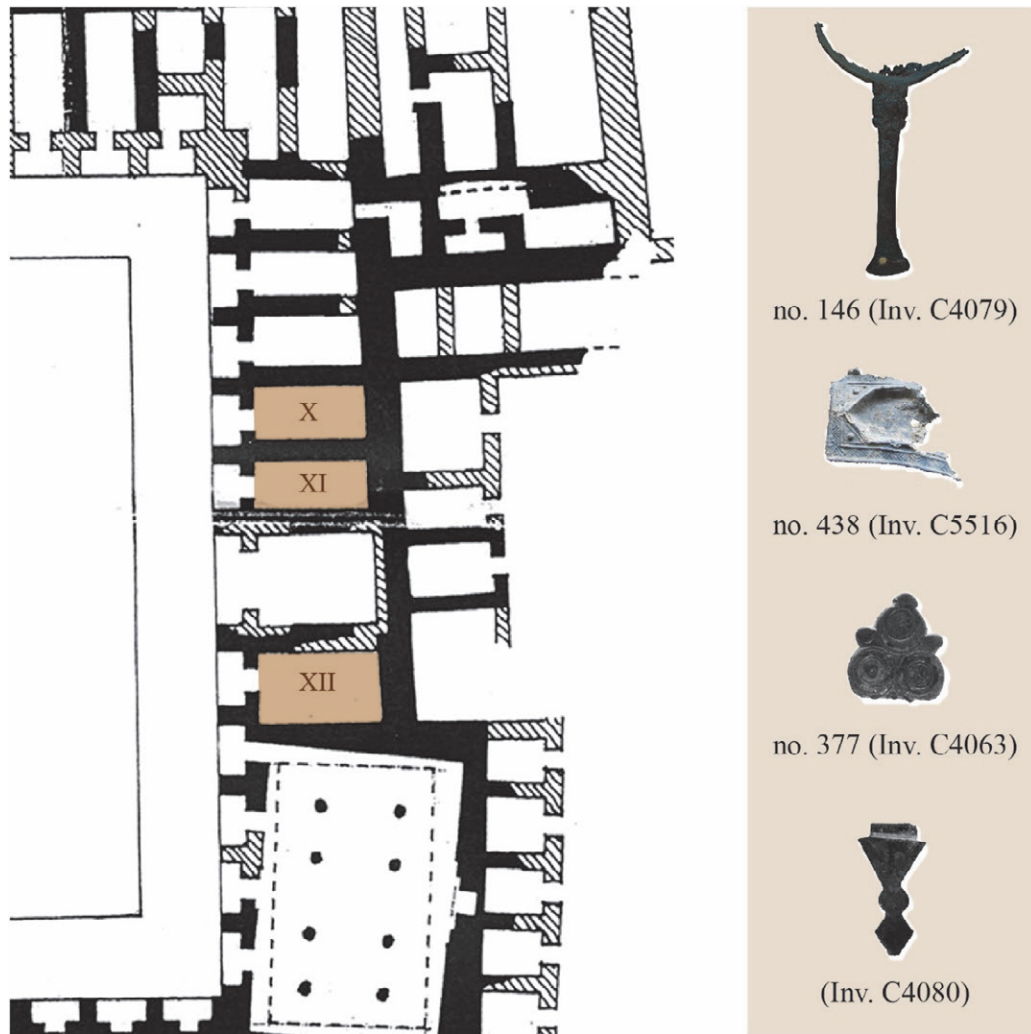 X
XI
XII
no. 146 (Inv. C4079)
no. 438 (Inv. C5516)
no. 377 (Inv. C4063)
(Inv. C4080)